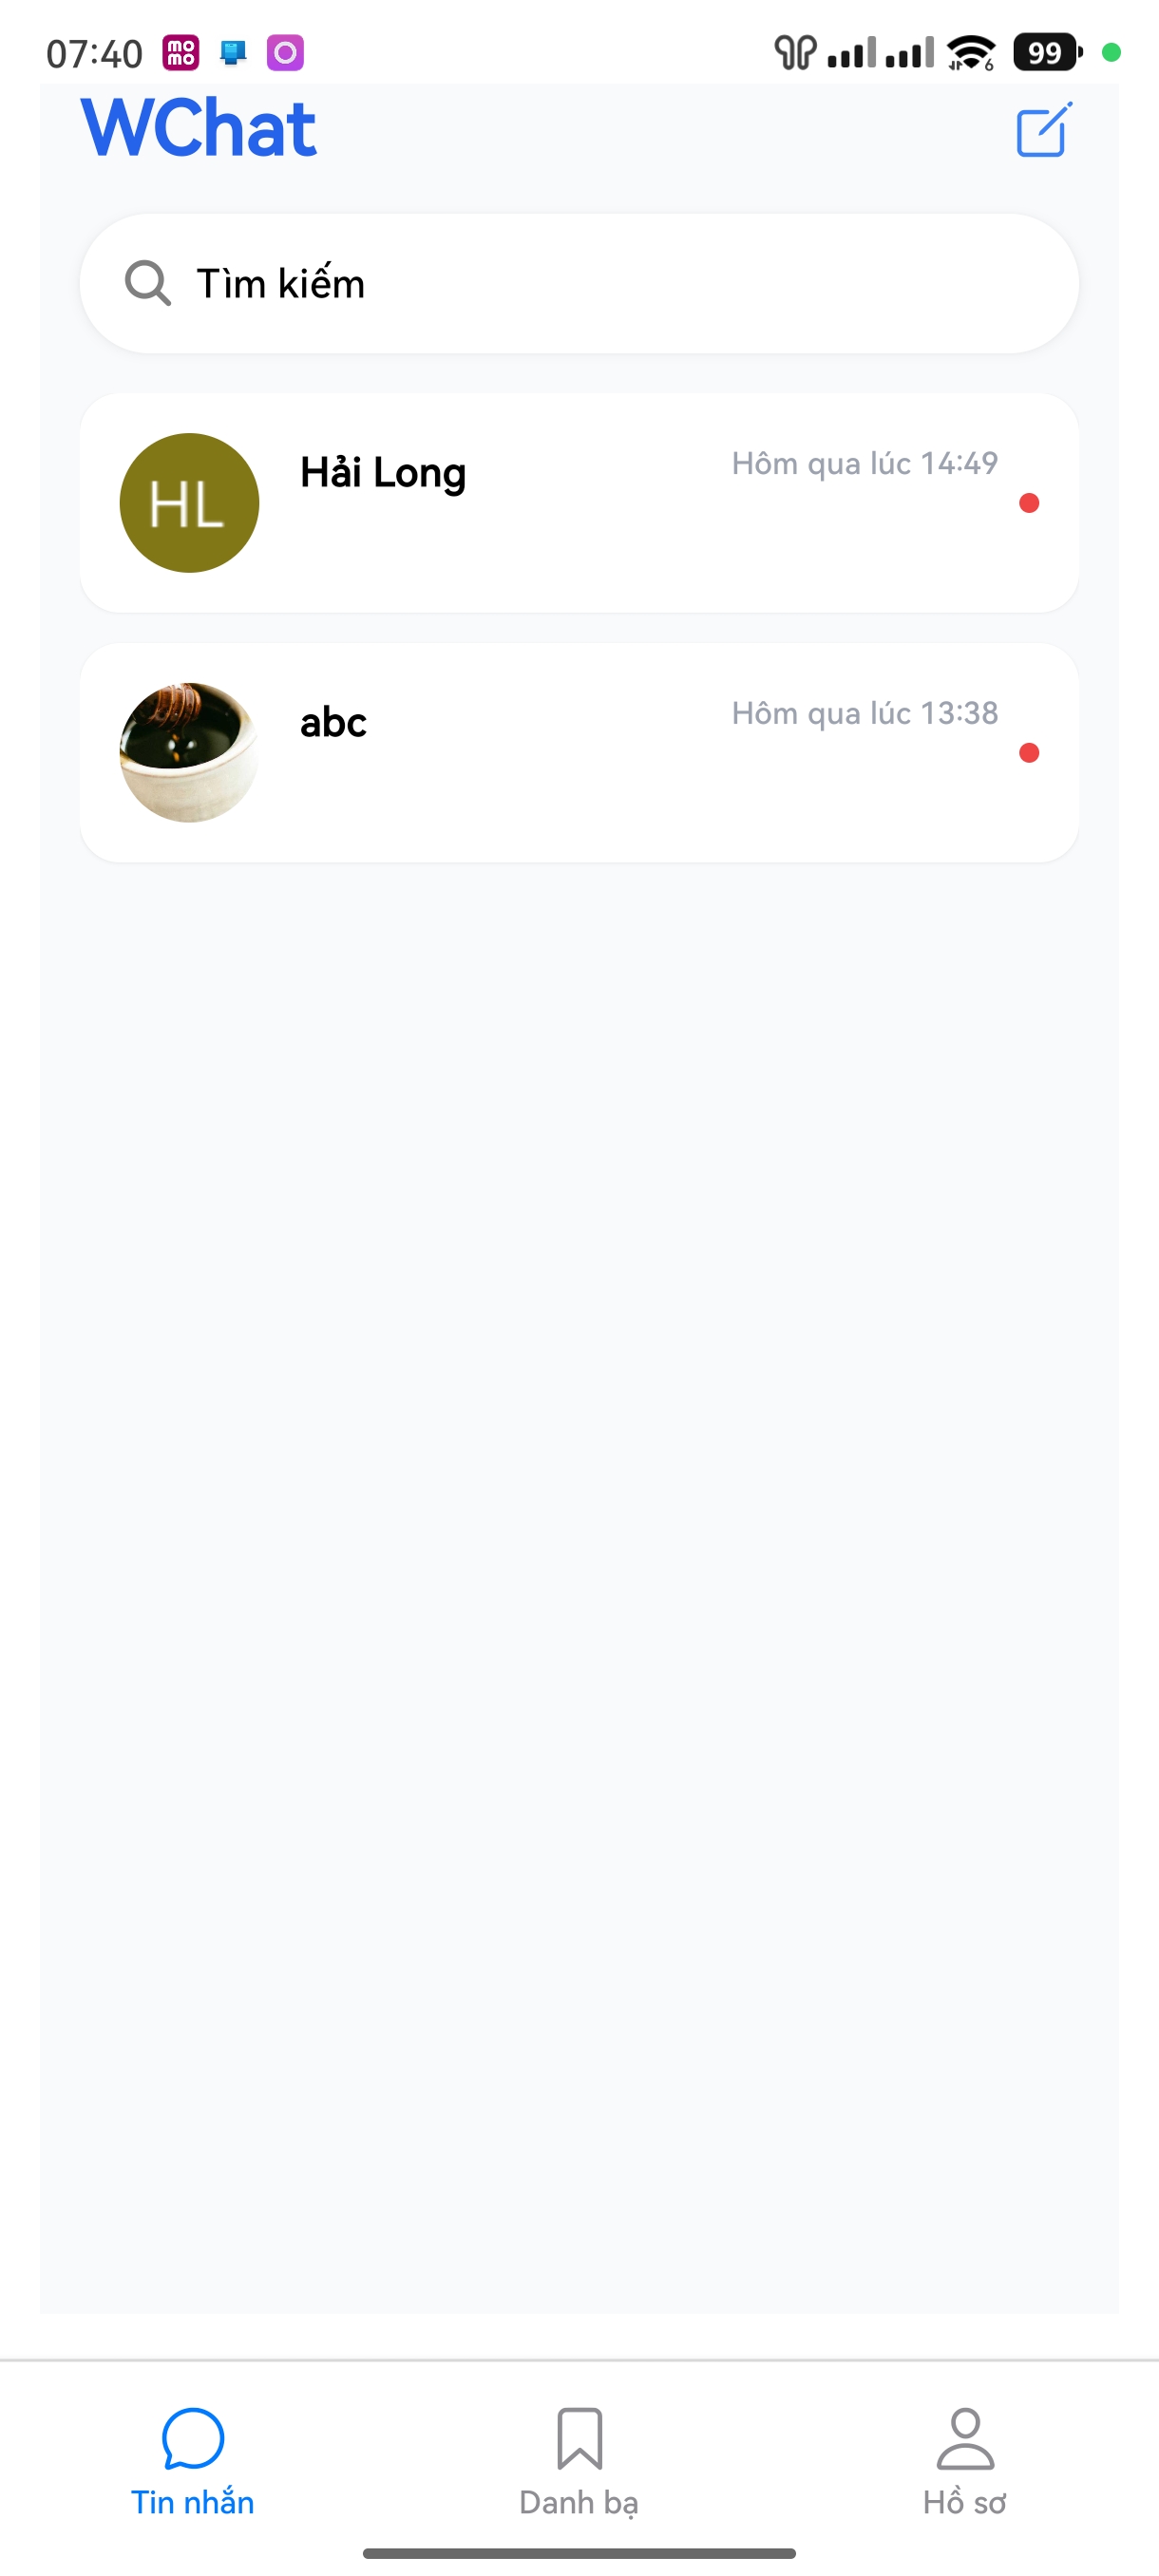 07:40 mo mo 6 99
WChat
Tìm kiếm
HL Hải Long Hôm qua lúc 14:49
abc Hôm qua lúc 13:38
Tin nhắn Danh bạ Hồ sơ